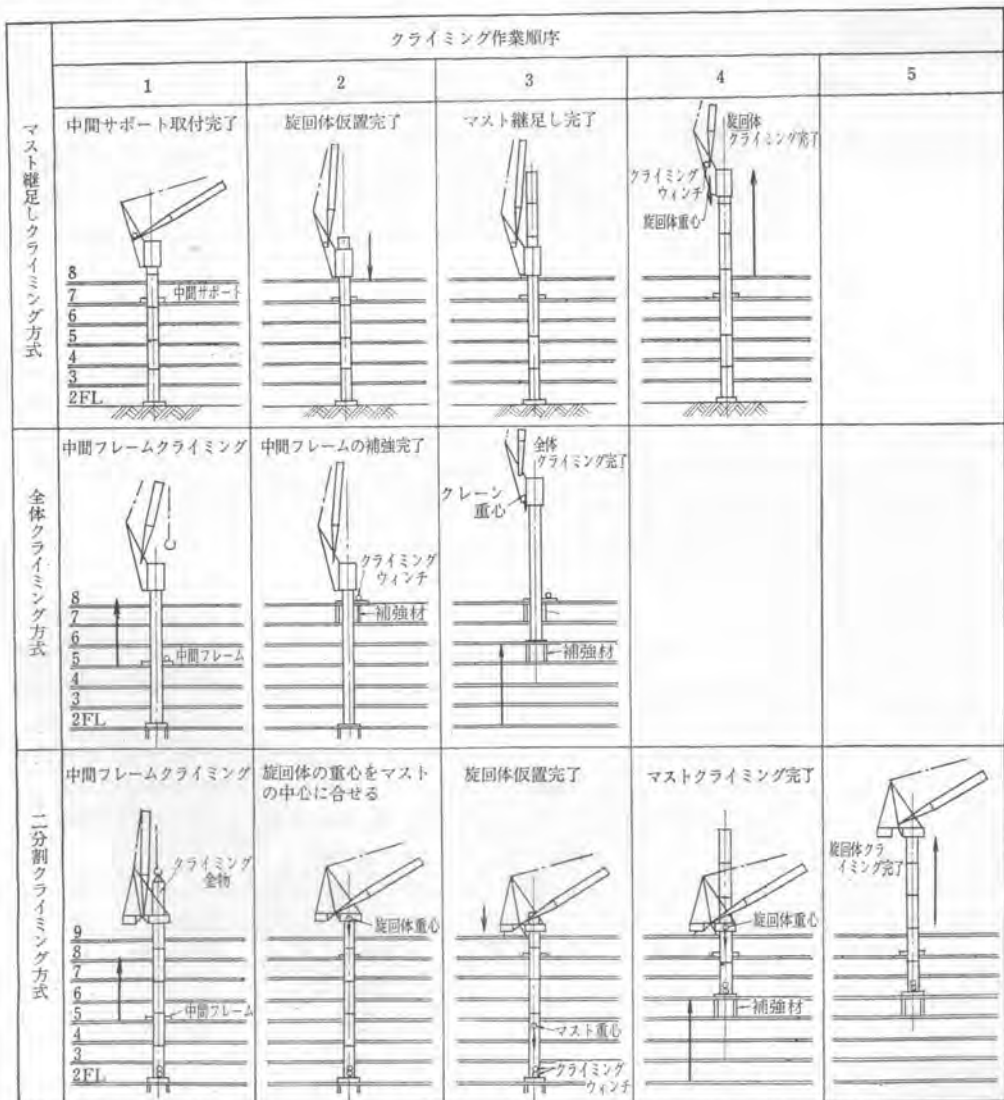 クライミング作業順序
1
2
3
4
5
マスト継足しクライミング方式
中間サポート取付完了
8
7
中間サポート
6
5
4
3
2FL
旋回体仮置完了
マスト継足し完了
旋回体
クライミング完了
クライミング
ウィンチ
旋回体重心
全体クライミング方式
中間フレームクライミング
8
7
6
5
中間フレーム
4
3
2FL
中間フレームの補強完了
クライミング
ウィンチ
補強材
全体
クライミング完了
クレーン
重心
補強材
二分割クライミング方式
中間フレームクライミング
クライミング
金物
9
8
7
6
5
中間フレーム
4
3
2FL
旋回体の重心をマスト
の中心に合せる
旋回体重心
旋回体仮置完了
マスト重心
クライミング
ウィンチ
マストクライミング完了
旋回体重心
補強材
旋回体クラ
イミング完了